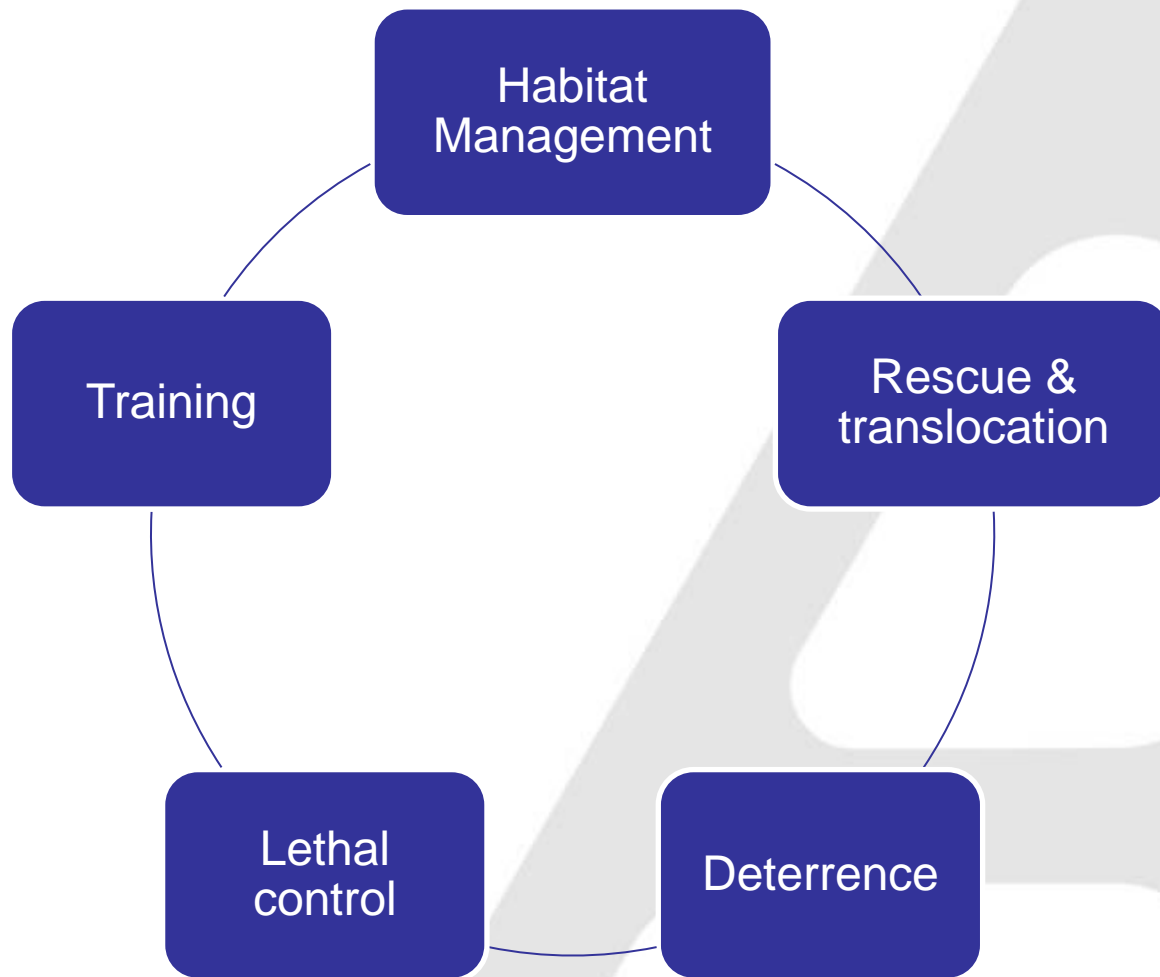 Habitat
Management
Rescue &
translocation
Deterrence
Lethal
control
Training